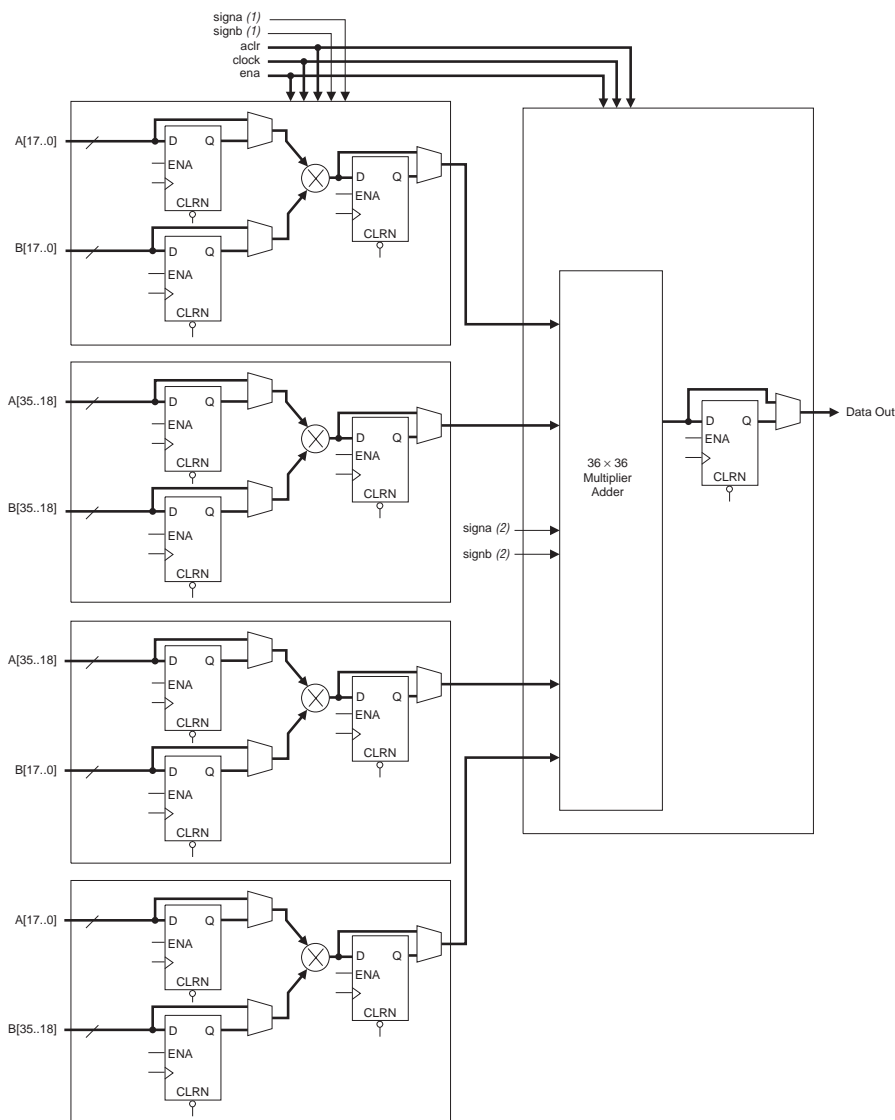 signa (1)
signb (1)
aclr
clock
ena
A[17..0]
D Q
ENA
CLRN
B[17..0]
D Q
ENA
CLRN
D Q
ENA
CLRN
A[35..18]
D Q
ENA
CLRN
B[35..18]
D Q
ENA
CLRN
D Q
ENA
CLRN
A[35..18]
D Q
ENA
CLRN
B[17..0]
D Q
ENA
CLRN
D Q
ENA
CLRN
A[17..0]
D Q
ENA
CLRN
B[35..18]
D Q
ENA
CLRN
D Q
ENA
CLRN
36 × 36
Multiplier
Adder
signa (2)
signb (2)
D Q
ENA
CLRN
Data Out